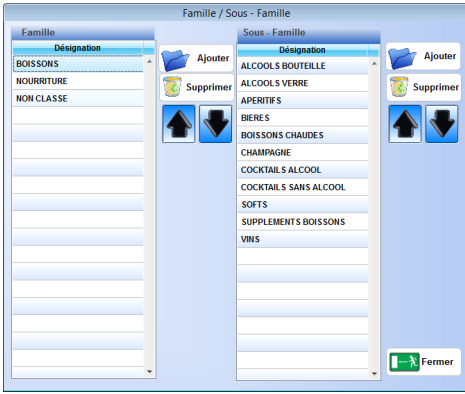 Famille / Sous - Famille
Famille
Désignation
BOISSONS
NOURRITURE
NON CLASSE
Ajouter
Supprimer
Sous - Famille
Désignation
ALCOOLS BOUTEILLE
ALCOOLS VERRE
APERITIFS
BIERES
BOISSONS CHAUDES
CHAMPAGNE
COCKTAILS ALCOOL
COCKTAILS SANS ALCOOL
SOFTS
SUPPLEMENTS BOISSONS
VINS
Ajouter
Supprimer
Fermer